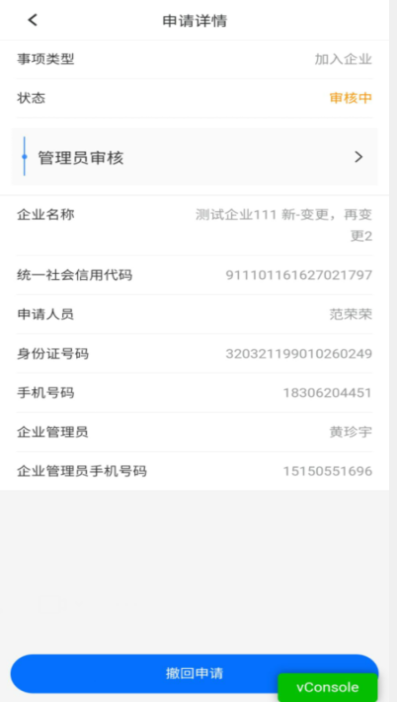 申请详情
事项类型 加入企业
状态 审核中
管理员审核
企业名称 测试企业111 新-变更，再变
更2
统一社会信用代码 911101161627021797
申请人员 范荣荣
身份证号码 320321199010260249
手机号码 18306204451
企业管理员 黄珍宇
企业管理员手机号码 15150551696
撤回申请
vConsole